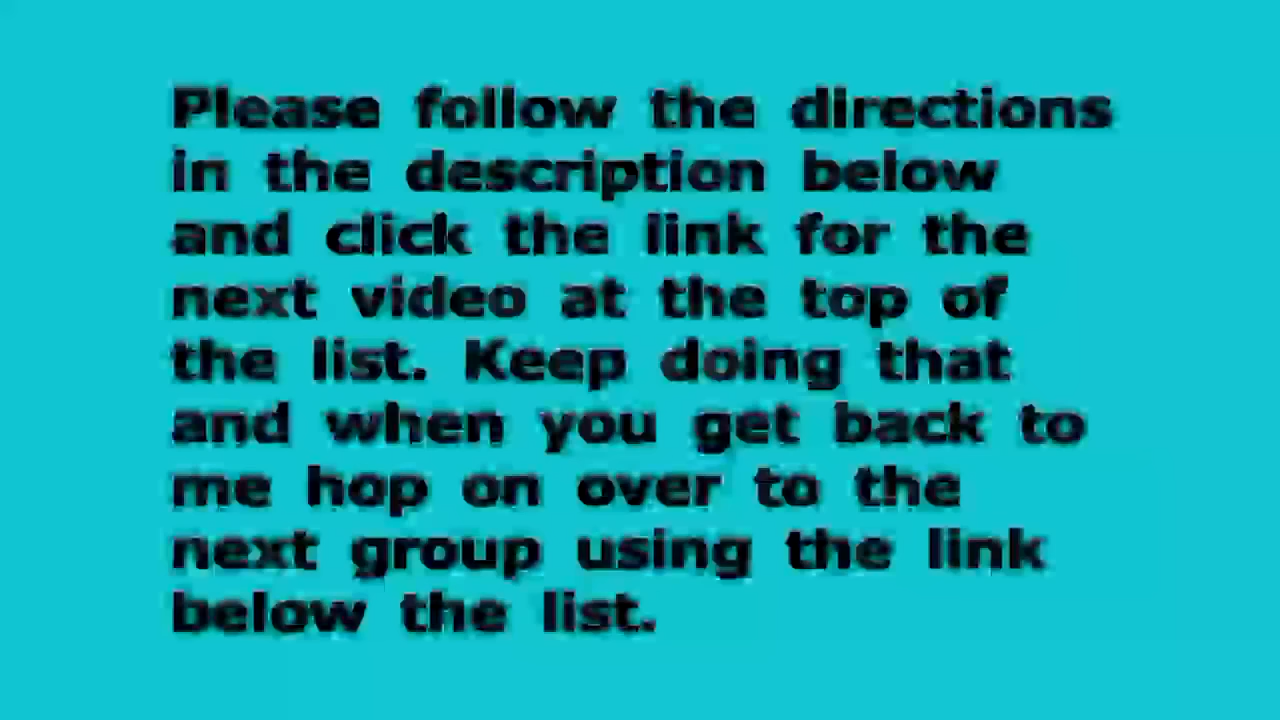 Please follow the directions
in the description below
and click the link for the
next video at the top of
the list. Keep doing that
and when you get back to
me hop on over to the
next group using the link
below the list.